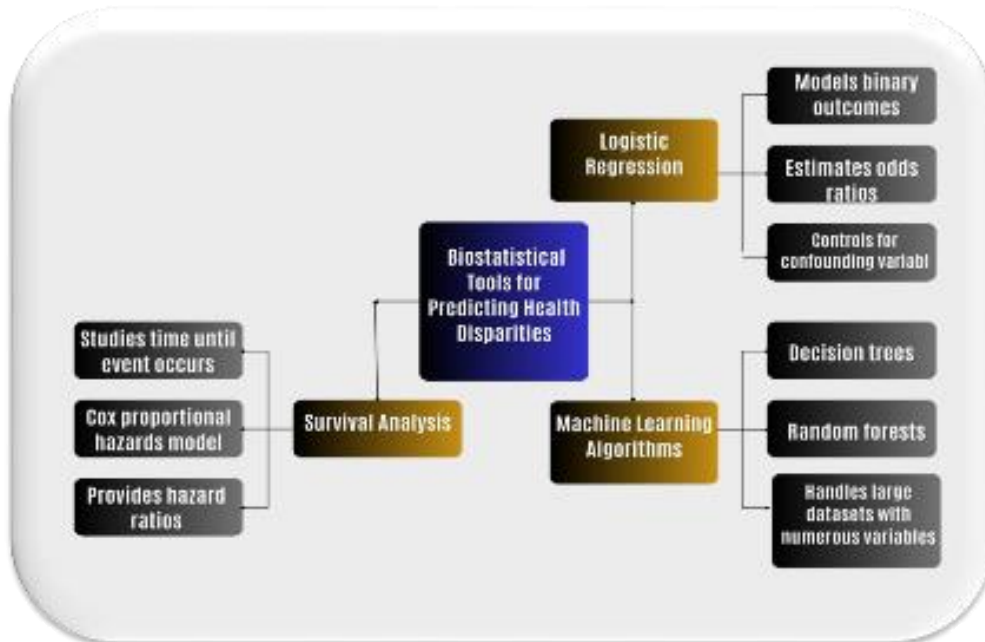 Biostatistical
Tools for
Predicting Health
Disparities
Logistic
Regression
Models binary
outcomes
Estimates odds
ratios
Controls for
confounding variabl
Machine Learning
Algorithms
Decision trees
Random forests
Handles large
datasets with
numerous variables
Survival Analysis
Studies time until
event occurs
Cox proportional
hazards model
Provides hazard
ratios